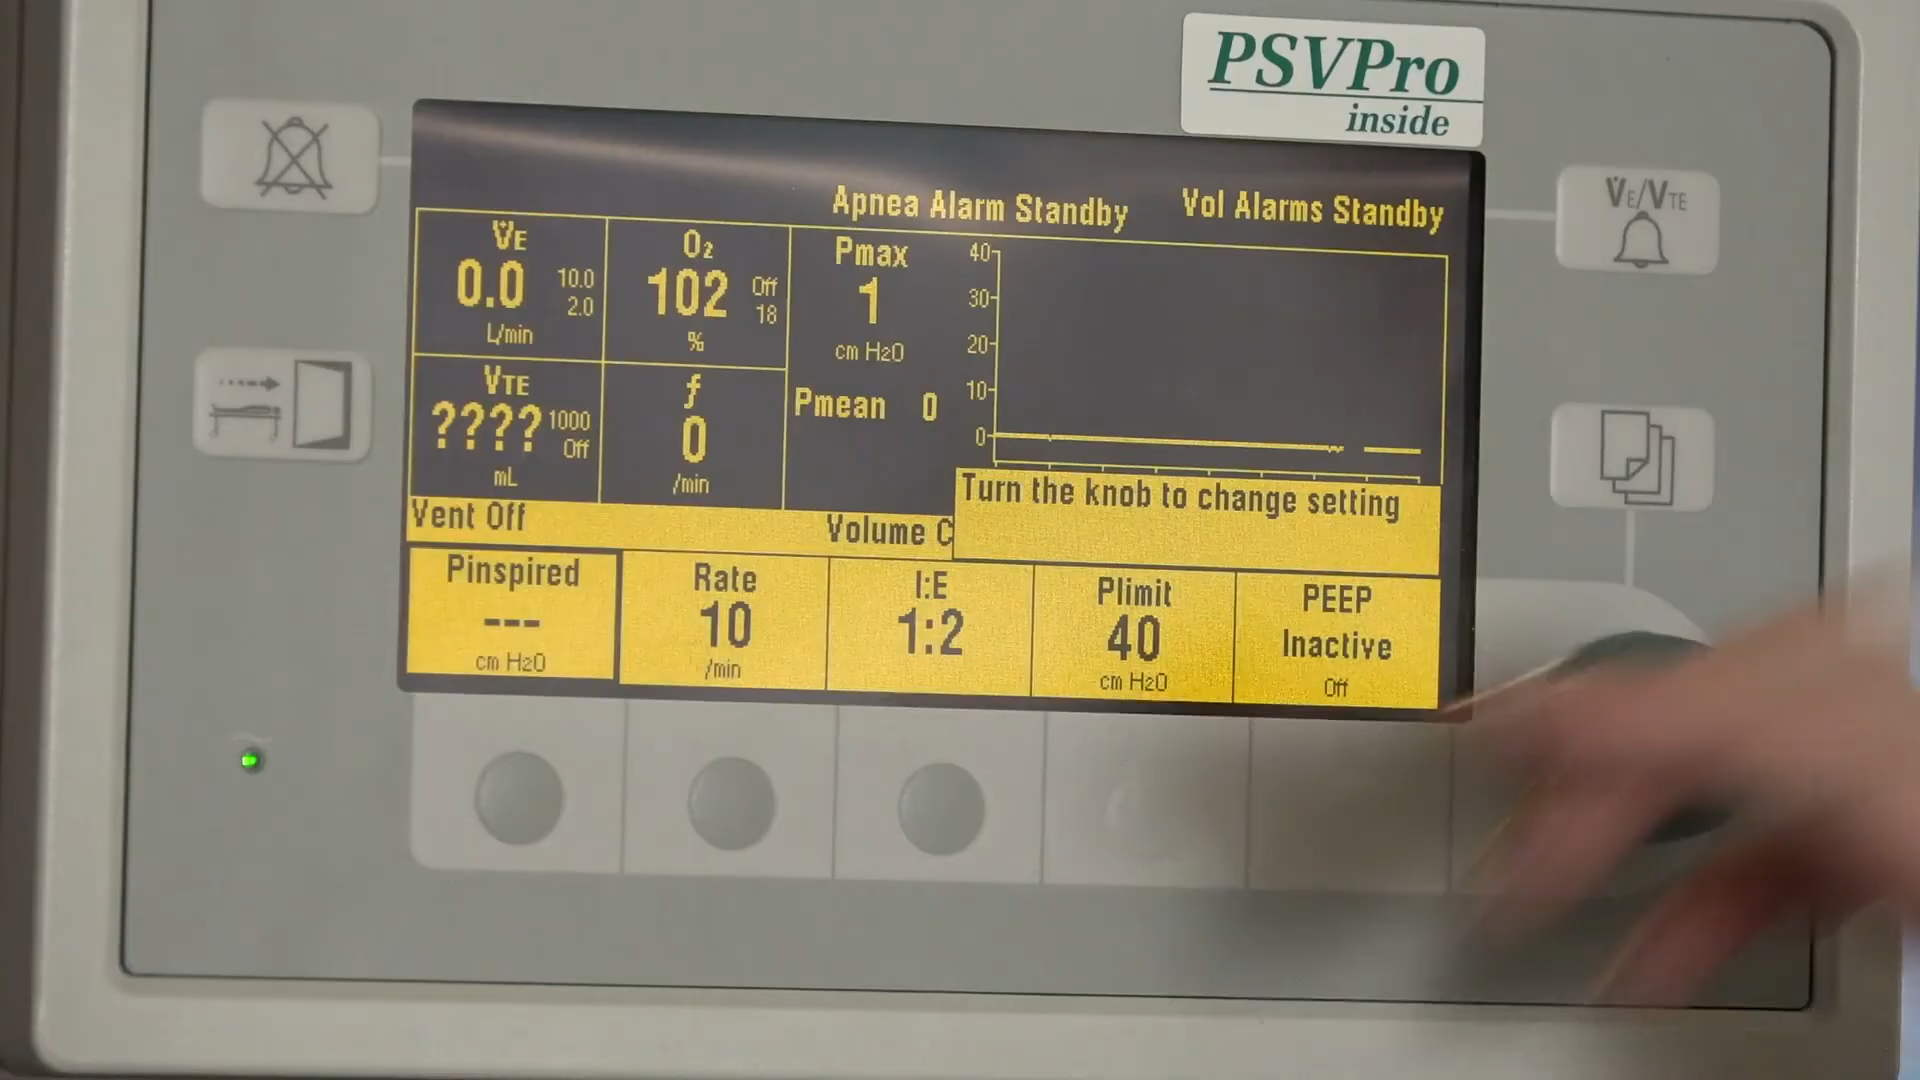 PSVPro
inside
Apnea Alarm Standby
Vol Alarms Standby
V̇E/VTE
V̇E
0.0
10.0
2.0
L/min
O2
102
Off
18
%
VTE
????
1000
Off
mL
ƒ
0
/min
Pmax
1
cm H2O
Pmean 0
40
30
20
10
0
Vent Off
Volume C
Turn the knob to change setting
Pinspired
---
cm H2O
Rate
10
/min
I:E
1:2
Plimit
40
cm H2O
PEEP
Inactive
Off